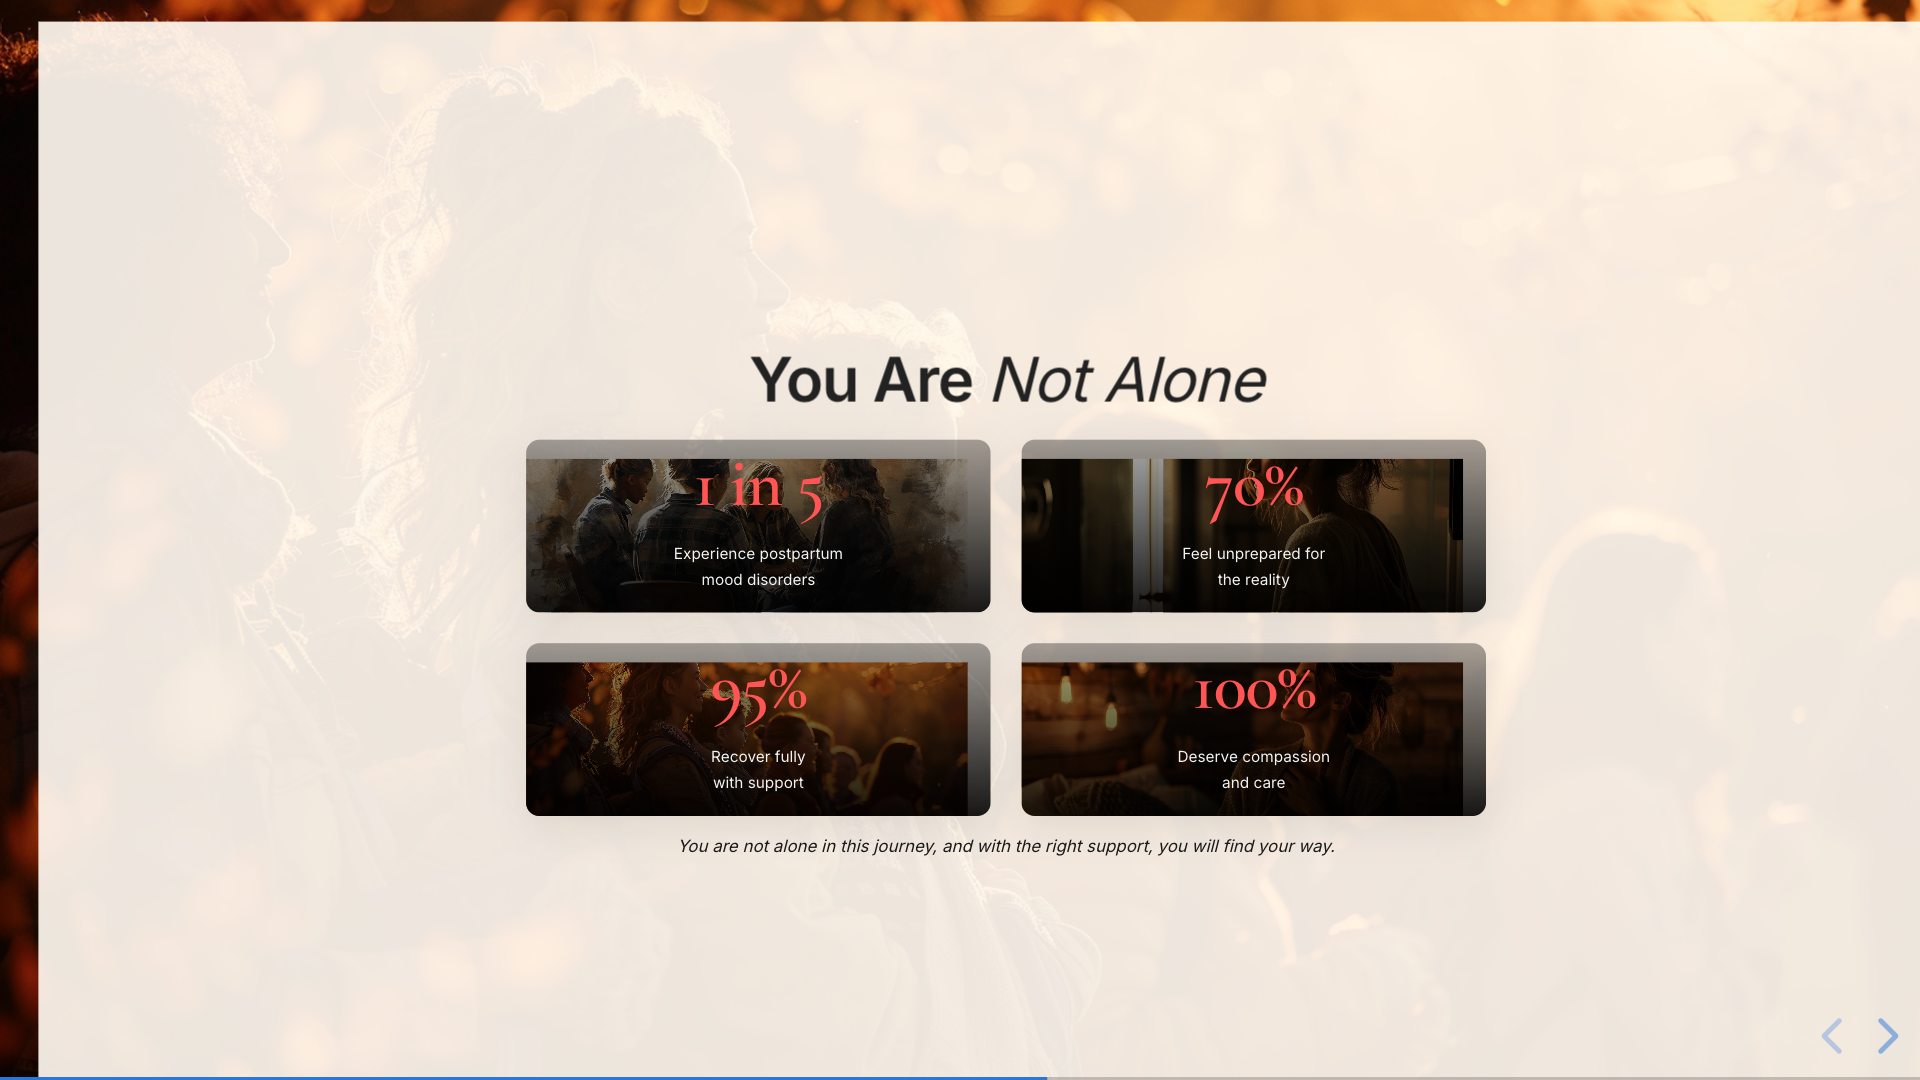 You Are Not Alone
1 in 5
Experience postpartum
mood disorders
70%
Feel unprepared for
the reality
95%
Recover fully
with support
100%
Deserve compassion
and care
You are not alone in this journey, and with the right support, you will find your way.